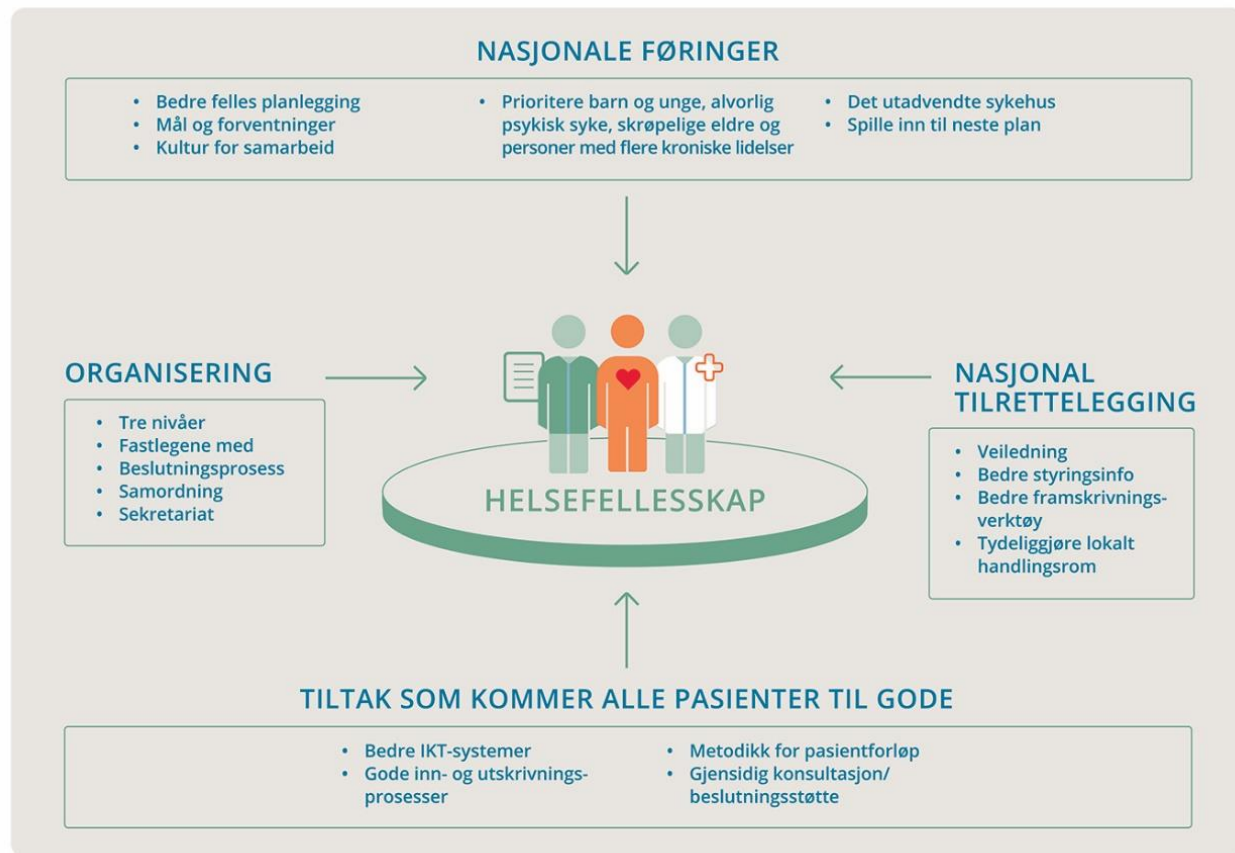 NASJONALE FØRINGER
• Bedre felles planlegging
• Mål og forventninger
• Kultur for samarbeid
• Prioritere barn og unge, alvorlig
psykisk syke, skrøpelige eldre og
personer med flere kroniske lidelser
• Det utadvendte sykehus
• Spille inn til neste plan
ORGANISERING
• Tre nivåer
• Fastlegene med
• Beslutningsprosess
• Samordning
• Sekretariat
HELSEFELLESSKAP
NASJONAL
TILRETTELEGGING
• Veiledning
• Bedre styringsinfo
• Bedre framskrivnings-
verktøy
• Tydeliggjøre lokalt
handlingsrom
TILTAK SOM KOMMER ALLE PASIENTER TIL GODE
• Bedre IKT-systemer
• Gode inn- og utskrivnings-
prosesser
• Metodikk for pasientforløp
• Gjensidig konsultasjon/
beslutningsstøtte